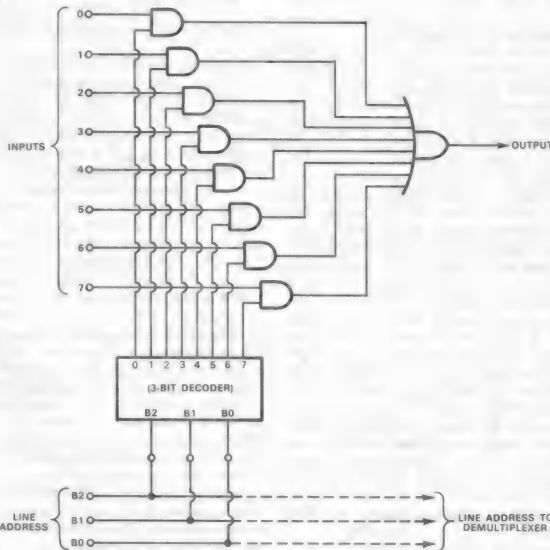 0
1
2
3
4
5
6
7
INPUTS
OUTPUT
0 1 2 3 4 5 6 7
(3-BIT DECODER)
B2 B1 B0
LINE
ADDRESS
B2
B1
B0
LINE ADDRESS TO
DEMULTIPLEXER